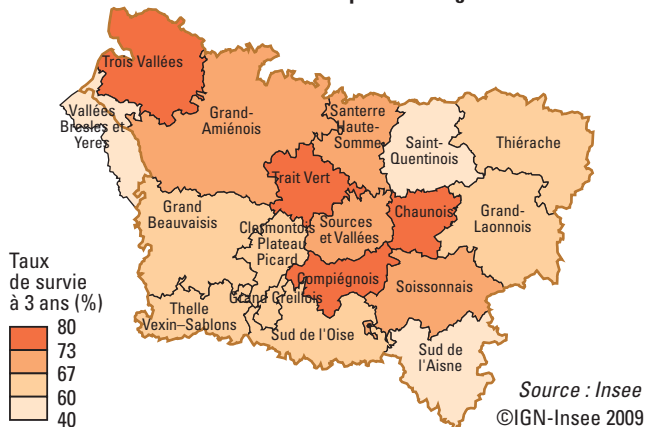 Trois Vallées
Vallées
Bresles et
Yeres
Grand-
Amiénois
Santerre
Haute-
Somme
Saint-
Quentinois
Thiérache
Trait Vert
Grand
Beauvaisis
Clermontois
Plateau
Picard
Sources
et Vallées
Chaunois
Grand-
Laonnois
Compiégnois
Soissonnais
Thelle
Vexin–Sablons
Grand Creillois
Sud de l'Oise
Sud de
l'Aisne
Taux
de survie
à 3 ans (%)
80
73
67
60
40
Source : Insee
©IGN-Insee 2009